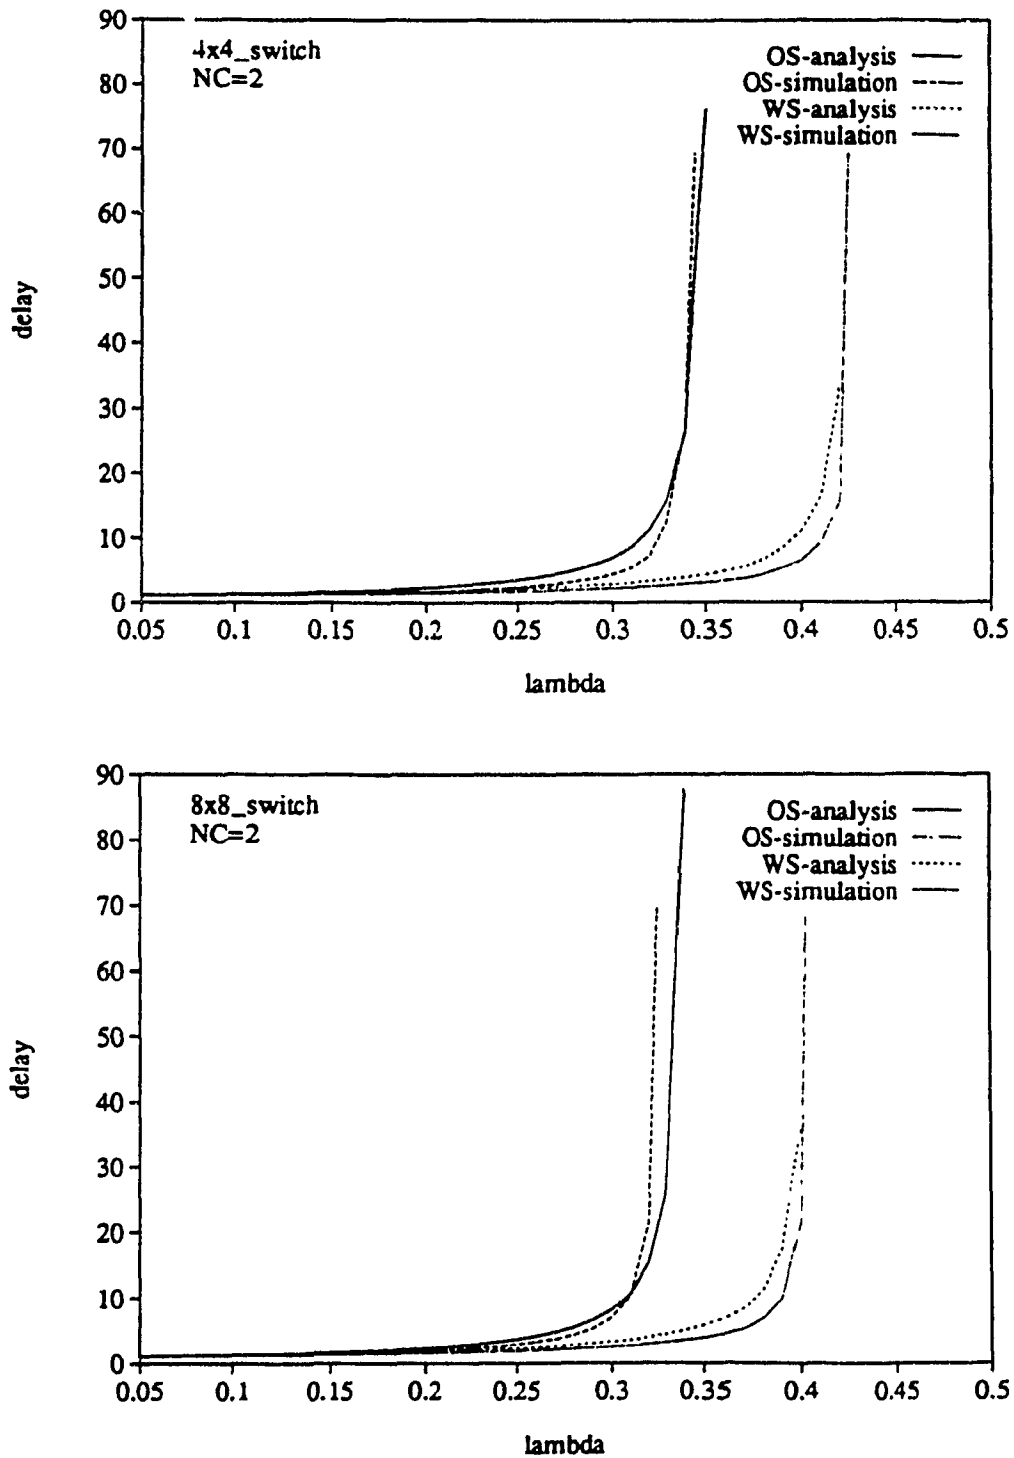 90
80
70
60
50
40
30
20
10
0
delay
4x4_switch
NC=2
OS-analysis
OS-simulation
WS-analysis
WS-simulation
0.05 0.1 0.15 0.2 0.25 0.3 0.35 0.4 0.45 0.5
lambda
90
80
70
60
50
40
30
20
10
0
delay
8x8_switch
NC=2
OS-analysis
OS-simulation
WS-analysis
WS-simulation
0.05 0.1 0.15 0.2 0.25 0.3 0.35 0.4 0.45 0.5
lambda